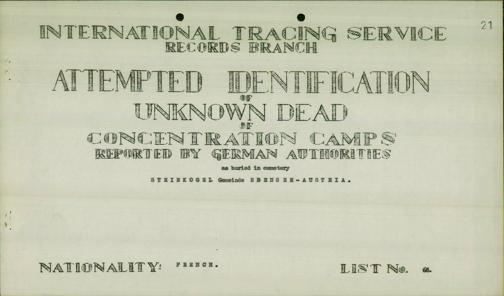 21
INTERNATIONAL TRACING SERVICE
RECORDS BRANCH
ATTEMPTED IDENTIFICATION
OF
UNKNOWN DEAD
OF
CONCENTRATION CAMPS
REPORTED BY GERMAN AUTHORITIES
as buried in cemetery
STEINKOGEL Gemeinde EBENSEE-AUSTRIA.
NATIONALITY: FRENCH. LIST No.